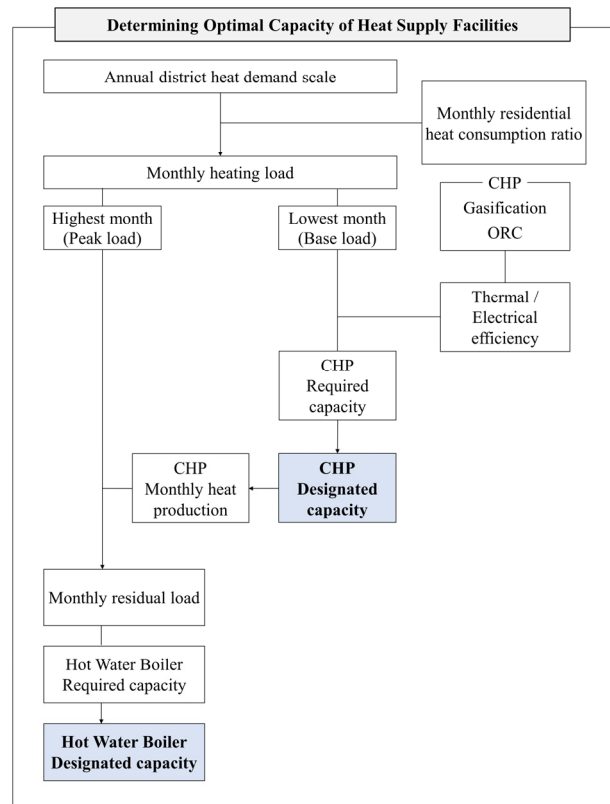 Determining Optimal Capacity of Heat Supply Facilities
Annual district heat demand scale
Monthly residential
heat consumption ratio
Monthly heating load
Highest month
(Peak load)
Lowest month
(Base load)
CHP
Gasification
ORC
Thermal /
Electrical
efficiency
CHP
Required
capacity
CHP
Monthly heat
production
CHP
Designated
capacity
Monthly residual load
Hot Water Boiler
Required capacity
Hot Water Boiler
Designated capacity